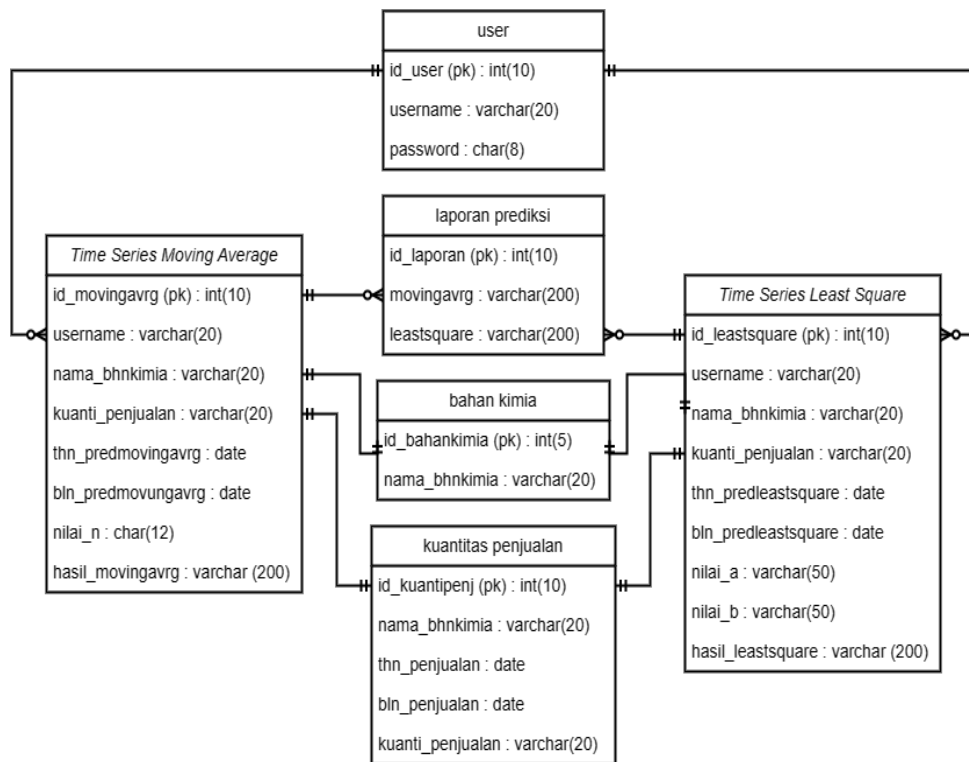 user
id_user (pk) : int(10)
username : varchar(20)
password : char(8)
laporan prediksi
id_laporan (pk) : int(10)
movingavrg : varchar(200)
leastsquare : varchar(200)
Time Series Moving Average
id_movingavrg (pk) : int(10)
username : varchar(20)
nama_bhnkimia : varchar(20)
kuanti_penjualan : varchar(20)
thn_predmovingavrg : date
bln_predmovungavrg : date
nilai_n : char(12)
hasil_movingavrg : varchar (200)
Time Series Least Square
id_leastsquare (pk) : int(10)
username : varchar(20)
nama_bhnkimia : varchar(20)
kuanti_penjualan : varchar(20)
thn_predleastsquare : date
bln_predleastsquare : date
nilai_a : varchar(50)
nilai_b : varchar(50)
hasil_leastsquare : varchar (200)
bahan kimia
id_bahankimia (pk) : int(5)
nama_bhnkimia : varchar(20)
kuantitas penjualan
id_kuantipenj (pk) : int(10)
nama_bhnkimia : varchar(20)
thn_penjualan : date
bln_penjualan : date
kuanti_penjualan : varchar(20)